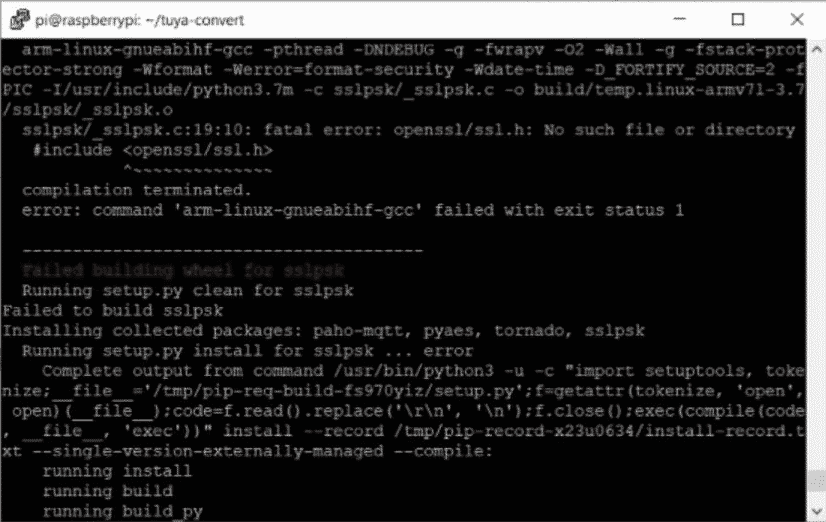 pi@raspberrypi: ~/tuya-convert
arm-linux-gnueabihf-gcc -pthread -DNDEBUG -g -fwrapv -O2 -Wall -g -fstack-prot
ector-strong -Wformat -Werror=format-security -Wdate-time -D_FORTIFY_SOURCE=2 -f
PIC -I/usr/include/python3.7m -c sslpsk/_sslpsk.c -o build/temp.linux-armv7l-3.7
/sslpsk/_sslpsk.o
sslpsk/_sslpsk.c:19:10: fatal error: openssl/ssl.h: No such file or directory
#include <openssl/ssl.h>
^~~~~~~~~~~~~~~
compilation terminated.
error: command 'arm-linux-gnueabihf-gcc' failed with exit status 1
----------------------------------------
Failed building wheel for sslpsk
Running setup.py clean for sslpsk
Failed to build sslpsk
Installing collected packages: paho-mqtt, pyaes, tornado, sslpsk
Running setup.py install for sslpsk ... error
Complete output from command /usr/bin/python3 -u -c "import setuptools, toke
nize;__file__='/tmp/pip-req-build-fs970yiz/setup.py';f=getattr(tokenize, 'open',
open)(__file__);code=f.read().replace('\r\n', '\n');f.close();exec(compile(code
, __file__, 'exec'))" install --record /tmp/pip-record-x23u0634/install-record.t
xt --single-version-externally-managed --compile:
running install
running build
running build_py